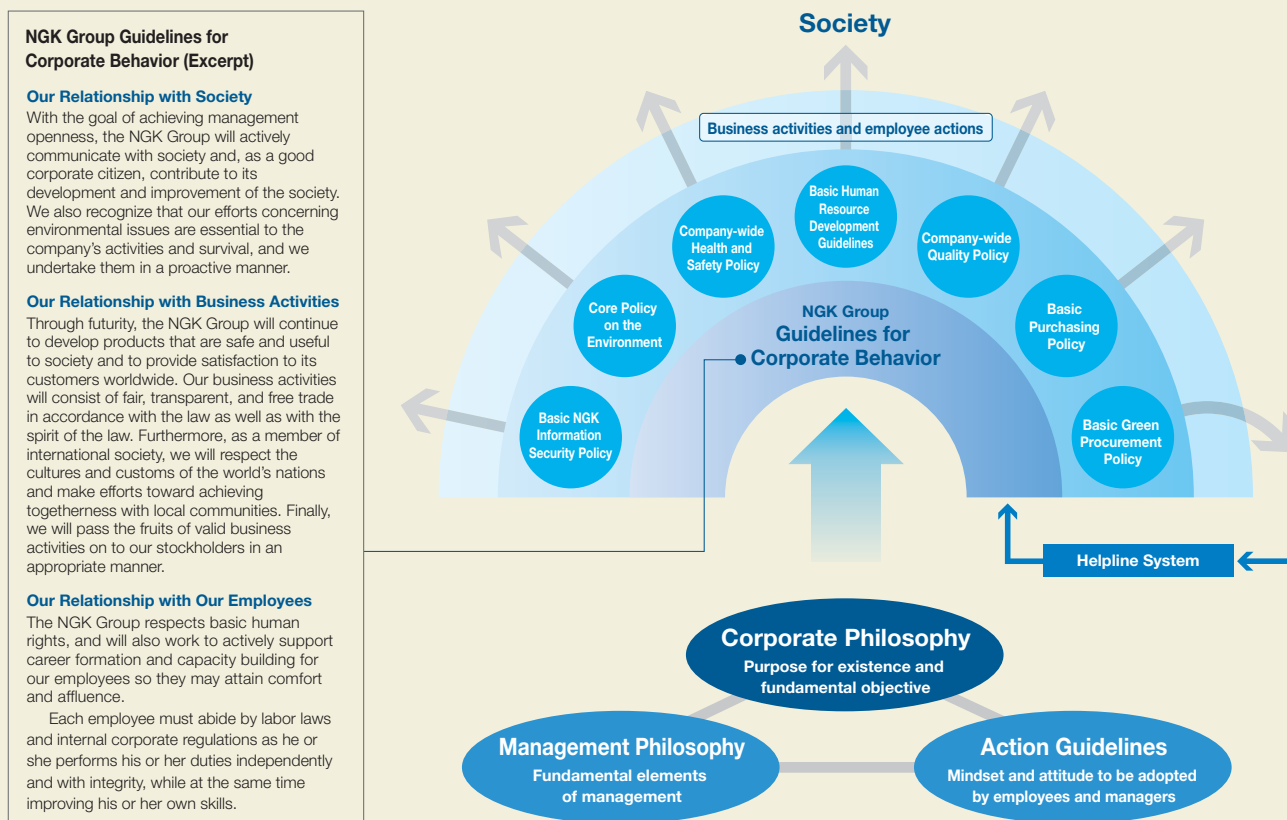 NGK Group Guidelines for
Corporate Behavior (Excerpt)
Our Relationship with Society
With the goal of achieving management
openness, the NGK Group will actively
communicate with society and, as a good
corporate citizen, contribute to its
development and improvement of the society.
We also recognize that our efforts concerning
environmental issues are essential to the
company's activities and survival, and we
undertake them in a proactive manner.
Our Relationship with Business Activities
Through futurity, the NGK Group will continue
to develop products that are safe and useful
to society and to provide satisfaction to its
customers worldwide. Our business activities
will consist of fair, transparent, and free trade
in accordance with the law as well as with the
spirit of the law. Furthermore, as a member of
international society, we will respect the
cultures and customs of the world's nations
and make efforts toward achieving
togetherness with local communities. Finally,
we will pass the fruits of valid business
activities on to our stockholders in an
appropriate manner.
Our Relationship with Our Employees
The NGK Group respects basic human
rights, and will also work to actively support
career formation and capacity building for
our employees so they may attain comfort
and affluence.
Each employee must abide by labor laws
and internal corporate regulations as he or
she performs his or her duties independently
and with integrity, while at the same time
improving his or her own skills.
Society
Business activities and employee actions
Basic NGK
Information
Security Policy
Core Policy
on the
Environment
Company-wide
Health and
Safety Policy
Basic Human
Resource
Development
Guidelines
Company-wide
Quality Policy
Basic
Purchasing
Policy
Basic Green
Procurement
Policy
NGK Group
Guidelines for
Corporate Behavior
Helpline System
Corporate Philosophy
Purpose for existence and
fundamental objective
Management Philosophy
Fundamental elements
of management
Action Guidelines
Mindset and attitude to be adopted
by employees and managers